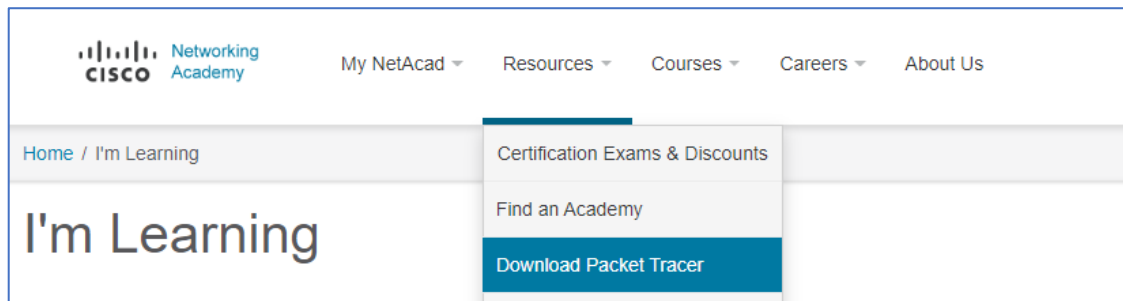 CISCO Networking Academy
My NetAcad Resources Courses Careers About Us
Home / I'm Learning
Certification Exams & Discounts
Find an Academy
I'm Learning
Download Packet Tracer